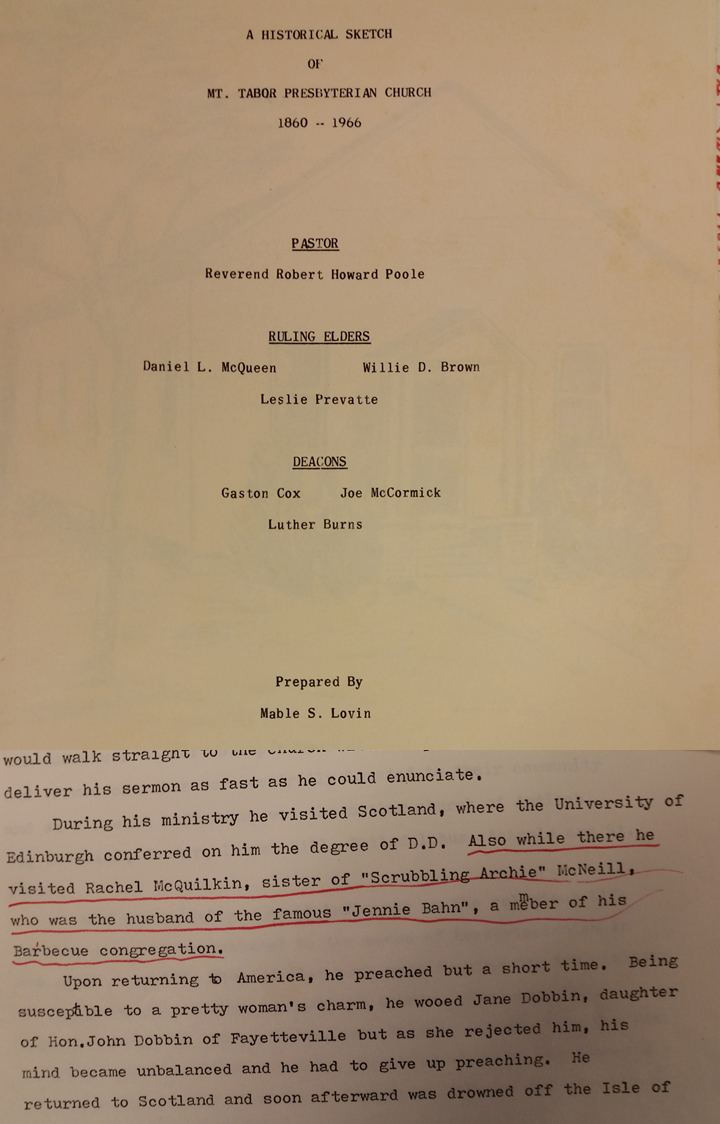 A HISTORICAL SKETCH
OF
MT. TABOR PRESBYTERIAN CHURCH
1860 -- 1966
PASTOR
Reverend Robert Howard Poole
RULING ELDERS
Daniel L. McQueen Willie D. Brown
Leslie Prevatte
DEACONS
Gaston Cox Joe McCormick
Luther Burns
Prepared By
Mable S. Lovin
would walk straight to the church
deliver his sermon as fast as he could enunciate.
During his ministry he visited Scotland, where the University of
Edinburgh conferred on him the degree of D.D. Also while there he
visited Rachel McQuilkin, sister of "Scrubbling Archie" McNeill,
who was the husband of the famous "Jennie Bahn", a member of his
Barbecue congregation.
Upon returning to America, he preached but a short time. Being
susceptible to a pretty woman's charm, he wooed Jane Dobbin, daughter
of Hon.John Dobbin of Fayetteville but as she rejected him, his
mind became unbalanced and he had to give up preaching. He
returned to Scotland and soon afterward was drowned off the Isle of